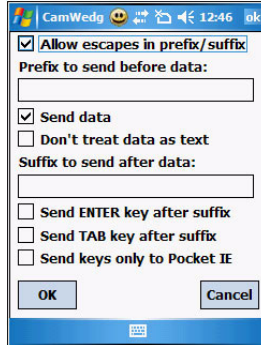 CamWedg 12:46 ok
Allow escapes in prefix/suffix
Prefix to send before data:
Send data
Don't treat data as text
Suffix to send after data:
Send ENTER key after suffix
Send TAB key after suffix
Send keys only to Pocket IE
OK Cancel